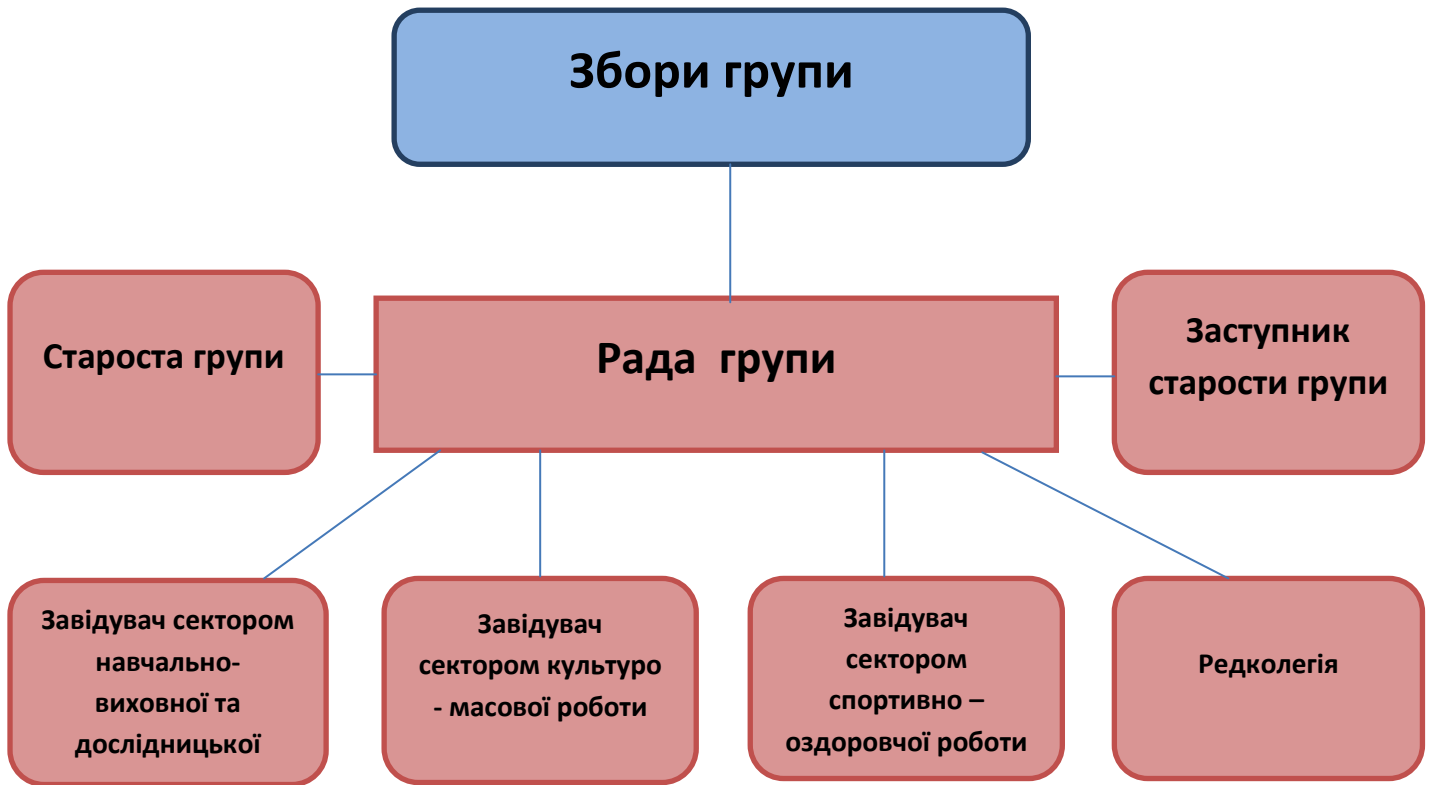 Збори групи
Староста групи
Рада групи
Заступник
старости групи
Завідувач сектором
навчально-
виховної та
дослідницької
Завідувач
сектором культуро
- масової роботи
Завідувач
сектором
спортивно –
оздоровчої роботи
Редколегія